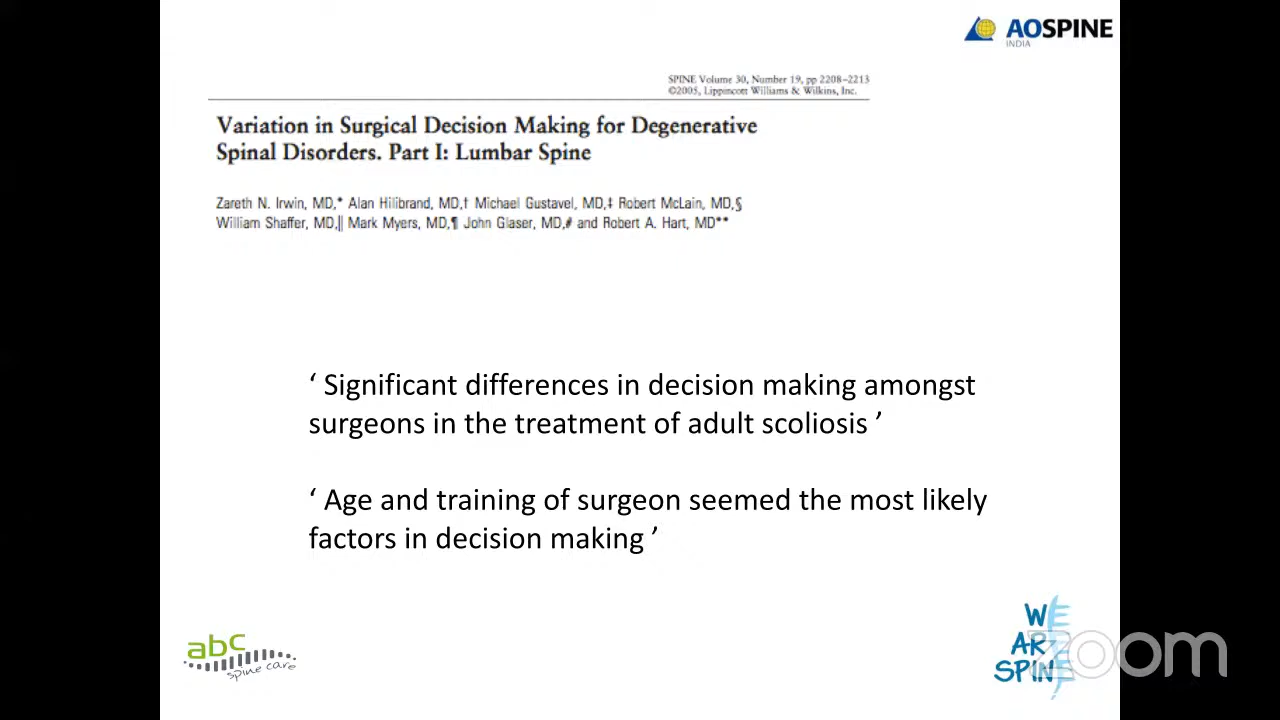 AOSPINE
INDIA
SPINE Volume 30, Number 19, pp 2208–2213
©2005, Lippincott Williams & Wilkins, Inc.
Variation in Surgical Decision Making for Degenerative
Spinal Disorders. Part I: Lumbar Spine
Zareth N. Irwin, MD,* Alan Hilibrand, MD,† Michael Gustavel, MD,‡ Robert McLain, MD,§
William Shaffer, MD,|| Mark Myers, MD,¶ John Glaser, MD,# and Robert A. Hart, MD**
‘ Significant differences in decision making amongst
surgeons in the treatment of adult scoliosis ’
‘ Age and training of surgeon seemed the most likely
factors in decision making ’
abc
spine care
WE
ARE
SPINE
zoom